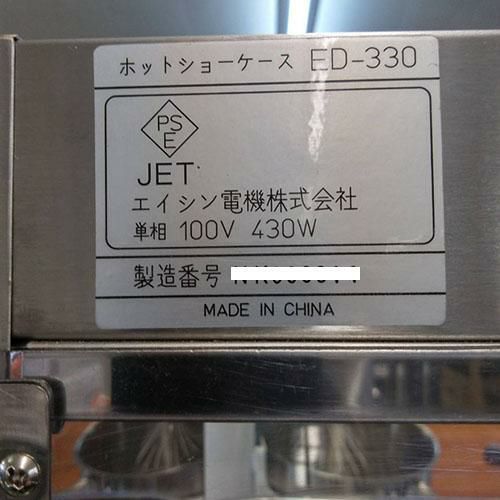 ホットショーケース ED-330
PS
E
JET
エイシン電機株式会社
単相 100V 430W
製造番号
MADE IN CHINA